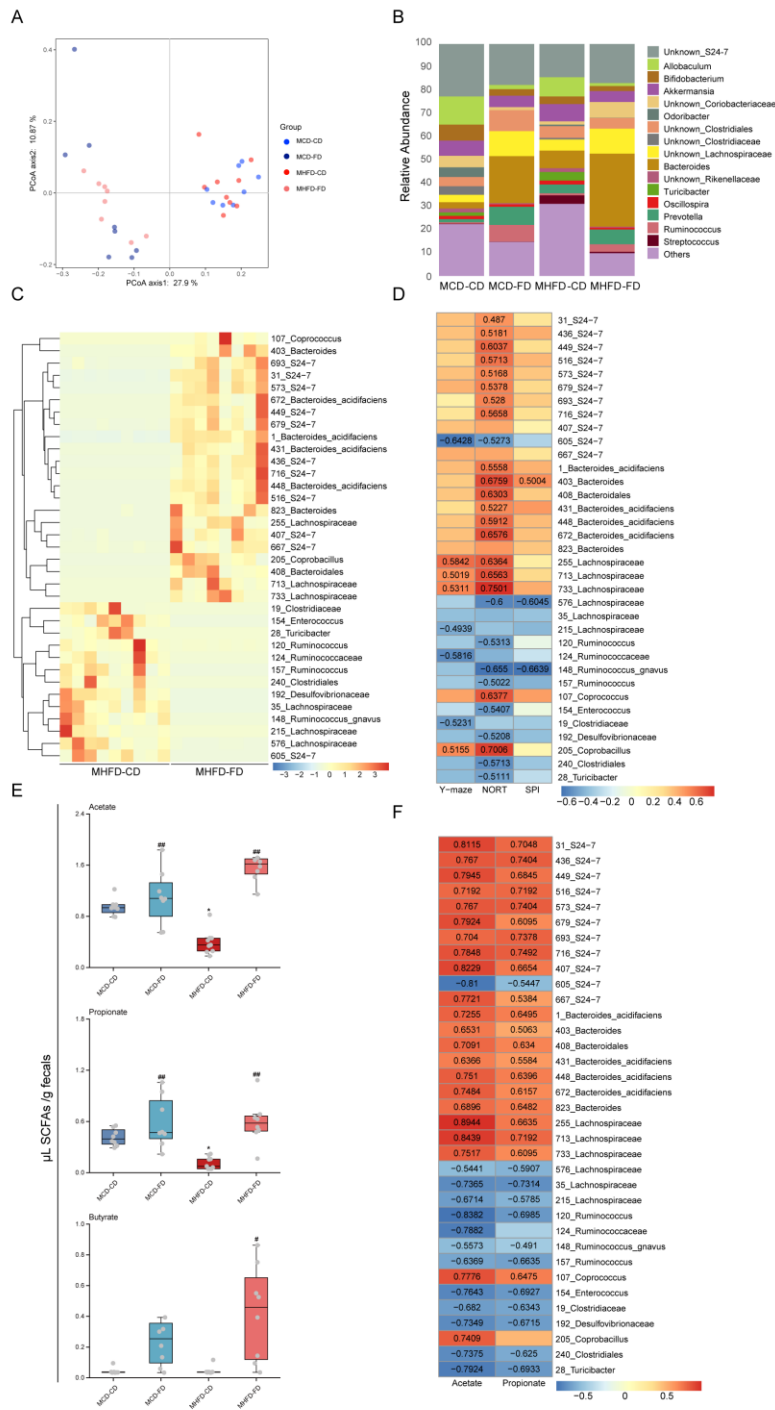 A
0.4
0.2
0.0
−0.2
−0.3
−0.2
−0.1
0.0
0.1
0.2
PCoA axis2: 10.87 %
PCoA axis1: 27.9 %
Group
MCD-CD
MCD-FD
MHFD-CD
MHFD-FD
B
100
90
80
70
60
50
40
30
20
10
0
Relative Abundance
MCD-CD MCD-FD MHFD-CD MHFD-FD
Unknown_S24-7
Allobaculum
Bifidobacterium
Akkermansia
Unknown_Coriobacteriaceae
Odoribacter
Unknown_Clostridiales
Unknown_Clostridiaceae
Unknown_Lachnospiraceae
Bacteroides
Unknown_Rikenellaceae
Turicibacter
Oscillospira
Prevotella
Ruminococcus
Streptococcus
Others
C
107_Coprococcus
403_Bacteroides
693_S24-7
31_S24-7
573_S24-7
672_Bacteroides_acidifaciens
449_S24-7
679_S24-7
1_Bacteroides_acidifaciens
431_Bacteroides_acidifaciens
436_S24-7
716_S24-7
448_Bacteroides_acidifaciens
516_S24-7
823_Bacteroides
255_Lachnospiraceae
407_S24-7
667_S24-7
205_Coprobacillus
408_Bacteroidales
713_Lachnospiraceae
733_Lachnospiraceae
19_Clostridiaceae
154_Enterococcus
28_Turicibacter
120_Ruminococcus
124_Ruminococcaceae
157_Ruminococcus
240_Clostridiales
192_Desulfovibrionaceae
35_Lachnospiraceae
148_Ruminococcus_gnavus
215_Lachnospiraceae
576_Lachnospiraceae
605_S24-7
MHFD-CD MHFD-FD
−3 −2 −1 0 1 2 3
D
0.487 31_S24-7
0.5181 436_S24-7
0.6037 449_S24-7
0.5713 516_S24-7
0.5168 573_S24-7
0.5378 679_S24-7
0.528 693_S24-7
0.5658 716_S24-7
407_S24-7
−0.6428 −0.5273 605_S24-7
667_S24-7
0.5558 1_Bacteroides_acidifaciens
0.6759 0.5004 403_Bacteroides
0.6303 408_Bacteroidales
0.5227 431_Bacteroides_acidifaciens
0.5912 448_Bacteroides_acidifaciens
0.6576 672_Bacteroides_acidifaciens
823_Bacteroides
0.5842 0.6364 255_Lachnospiraceae
0.5019 0.6563 713_Lachnospiraceae
0.5311 0.7501 733_Lachnospiraceae
−0.6 −0.6045 576_Lachnospiraceae
35_Lachnospiraceae
−0.4939 215_Lachnospiraceae
−0.5313 120_Ruminococcus
−0.5816 124_Ruminococcaceae
−0.655 −0.6639 148_Ruminococcus_gnavus
−0.5022 157_Ruminococcus
0.6377 107_Coprococcus
−0.5407 154_Enterococcus
−0.5231 19_Clostridiaceae
−0.5208 192_Desulfovibrionaceae
0.5155 0.7006 205_Coprobacillus
−0.5713 240_Clostridiales
−0.5111 28_Turicibacter
Y-maze NORT SPI
−0.6 −0.4 −0.2 0 0.2 0.4 0.6
E
µL SCFAs /g fecals
Acetate
2.4
1.8
1.2
0.6
0.0
##
*
##
MCD-CD MCD-FD MHFD-CD MHFD-FD
Propionate
1.8
1.2
0.6
0.0
##
*
##
MCD-CD MCD-FD MHFD-CD MHFD-FD
Butyrate
1.0
0.8
0.6
0.4
0.2
0.0
#
MCD-CD MCD-FD MHFD-CD MHFD-FD
F
0.8115 0.7048 31_S24-7
0.767 0.7404 436_S24-7
0.7945 0.6845 449_S24-7
0.7192 0.7192 516_S24-7
0.767 0.7404 573_S24-7
0.7924 0.6095 679_S24-7
0.704 0.7378 693_S24-7
0.7848 0.7492 716_S24-7
0.8229 0.6654 407_S24-7
−0.81 −0.5447 605_S24-7
0.7721 0.5384 667_S24-7
0.7255 0.6495 1_Bacteroides_acidifaciens
0.6531 0.5063 403_Bacteroides
0.7091 0.634 408_Bacteroidales
0.6366 0.5584 431_Bacteroides_acidifaciens
0.751 0.6396 448_Bacteroides_acidifaciens
0.7484 0.6157 672_Bacteroides_acidifaciens
0.6896 0.6482 823_Bacteroides
0.8944 0.6635 255_Lachnospiraceae
0.8439 0.7192 713_Lachnospiraceae
0.7517 0.6095 733_Lachnospiraceae
−0.5441 −0.5907 576_Lachnospiraceae
−0.7365 −0.7314 35_Lachnospiraceae
−0.6714 −0.5785 215_Lachnospiraceae
−0.8382 −0.6985 120_Ruminococcus
−0.7882 124_Ruminococcaceae
−0.5573 −0.491 148_Ruminococcus_gnavus
−0.6369 −0.6635 157_Ruminococcus
0.7776 0.6475 107_Coprococcus
−0.7643 −0.6927 154_Enterococcus
−0.682 −0.6343 19_Clostridiaceae
−0.7349 −0.6715 192_Desulfovibrionaceae
0.7409 205_Coprobacillus
−0.7375 −0.625 240_Clostridiales
−0.7924 −0.6933 28_Turicibacter
Acetate Propionate
−0.5 0 0.5